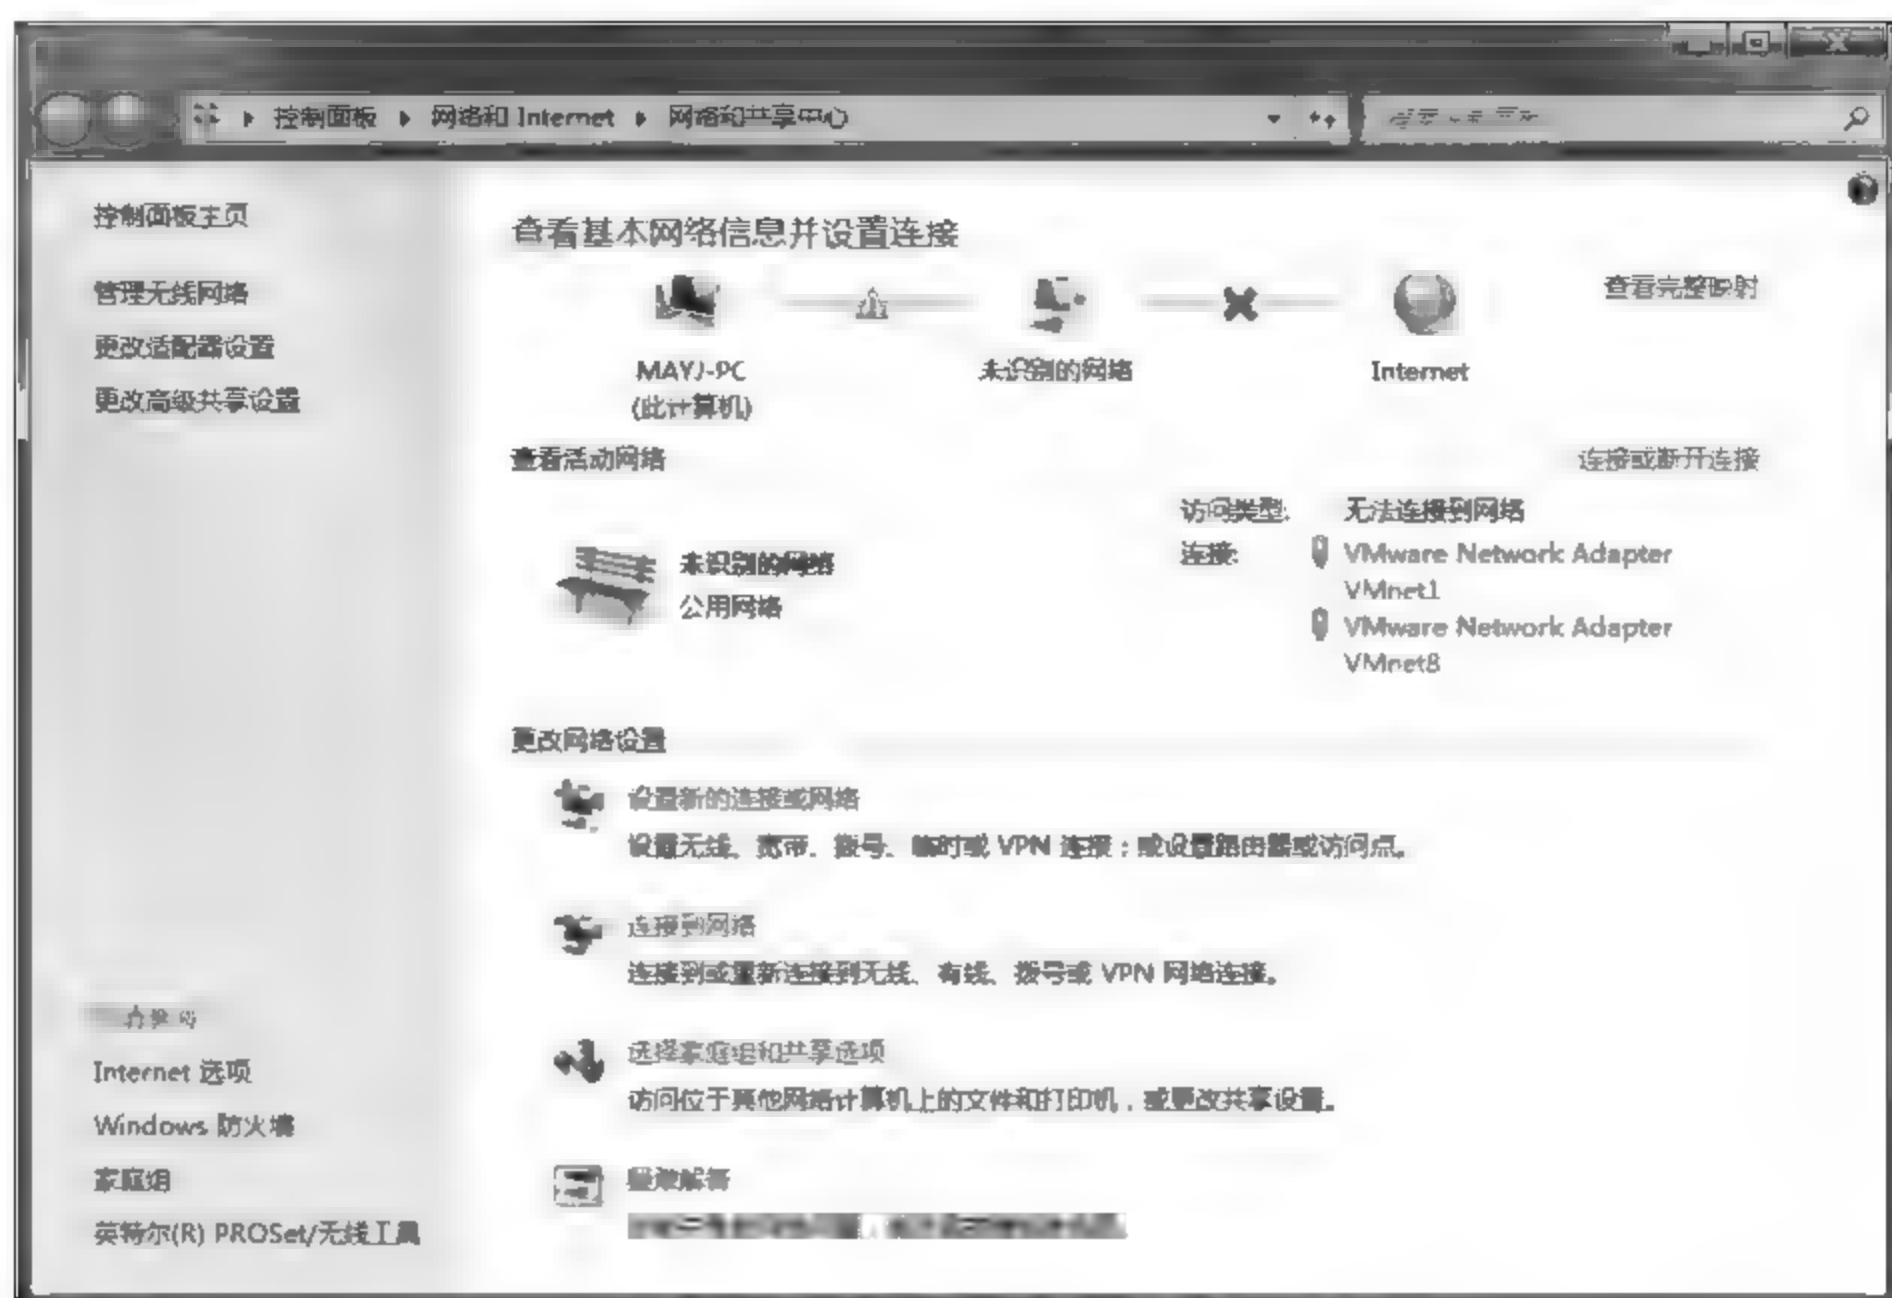 控制面板 ▸ 网络和 Internet ▸ 网络和共享中心
控制面板主页
管理无线网络
更改适配器设置
更改高级共享设置
查看基本网络信息并设置连接
查看完整映射
MAYJ-PC
(此计算机)
未识别的网络
Internet
查看活动网络
连接或断开连接
未识别的网络
公用网络
访问类型:
无法连接到网络
连接:
VMware Network Adapter
VMnet1
VMware Network Adapter
VMnet8
更改网络设置
设置新的连接或网络
设置无线、宽带、拨号、临时或 VPN 连接；或设置路由器或访问点。
连接到网络
连接到或重新连接到无线、有线、拨号或 VPN 网络连接。
选择家庭组和共享选项
访问位于其他网络计算机上的文件和打印机，或更改共享设置。
疑难解答
Internet 选项
Windows 防火墙
家庭组
英特尔(R) PROSet/无线工具